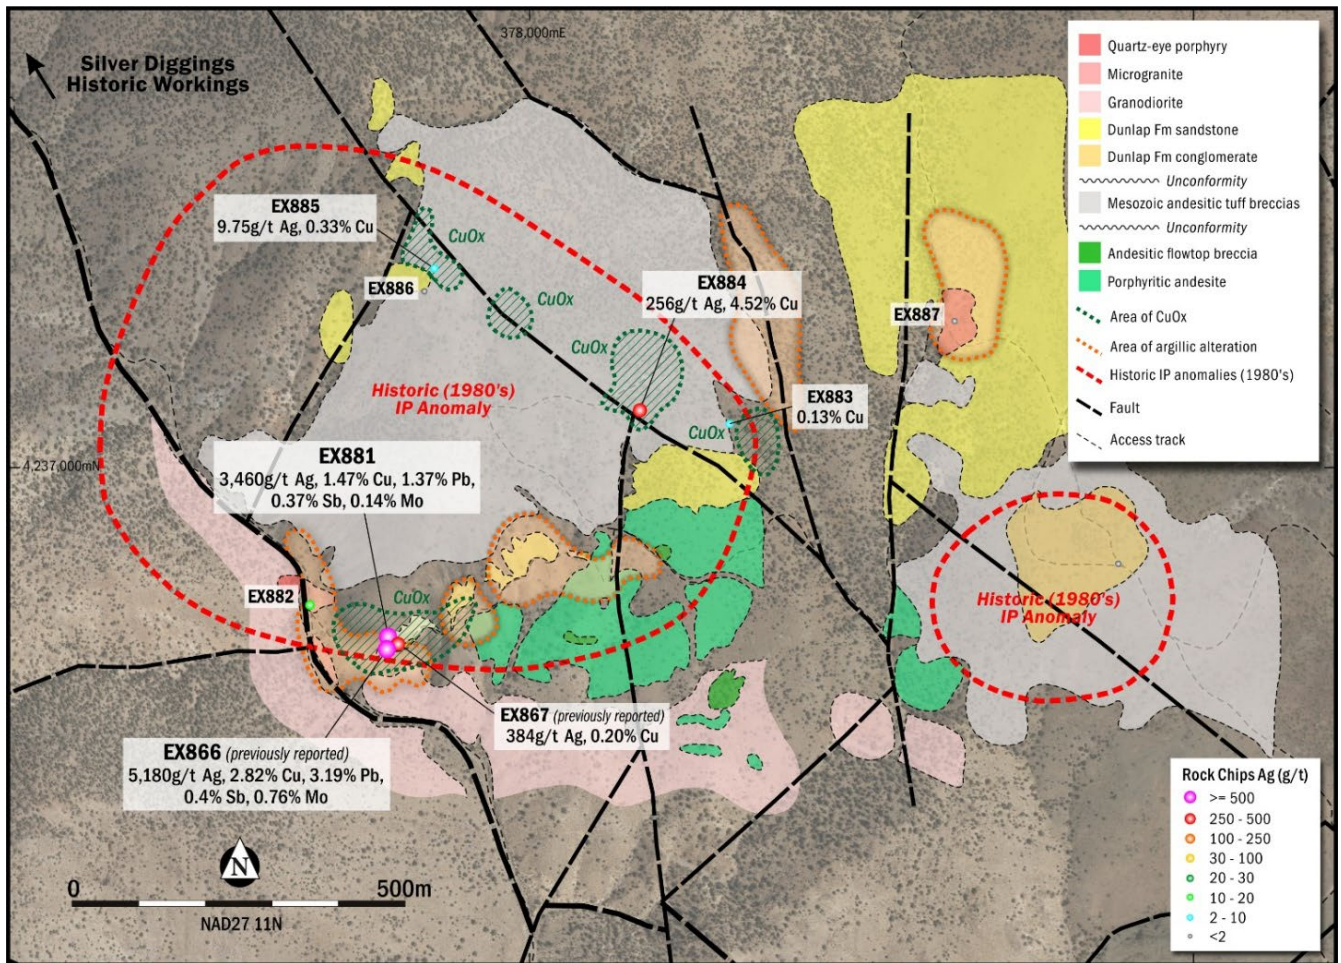 378,000mE
Silver Diggings
Historic Workings
EX885
9.75g/t Ag, 0.33% Cu
CuOx
EX886
CuOx
EX884
256g/t Ag, 4.52% Cu
CuOx
EX887
Historic (1980's)
IP Anomaly
EX883
0.13% Cu
CuOx
4,237,000mN
EX881
3,460g/t Ag, 1.47% Cu, 1.37% Pb,
0.37% Sb, 0.14% Mo
EX882
CuOx
Historic (1980's)
IP Anomaly
EX867 (previously reported)
384g/t Ag, 0.20% Cu
EX866 (previously reported)
5,180g/t Ag, 2.82% Cu, 3.19% Pb,
0.4% Sb, 0.76% Mo
N
0 500m
NAD27 11N
Quartz-eye porphyry
Microgranite
Granodiorite
Dunlap Fm sandstone
Dunlap Fm conglomerate
Unconformity
Mesozoic andesitic tuff breccias
Unconformity
Andesitic flowtop breccia
Porphyritic andesite
Area of CuOx
Area of argillic alteration
Historic IP anomalies (1980's)
Fault
Access track
Rock Chips Ag (g/t)
>= 500
250 - 500
100 - 250
30 - 100
20 - 30
10 - 20
2 - 10
<2